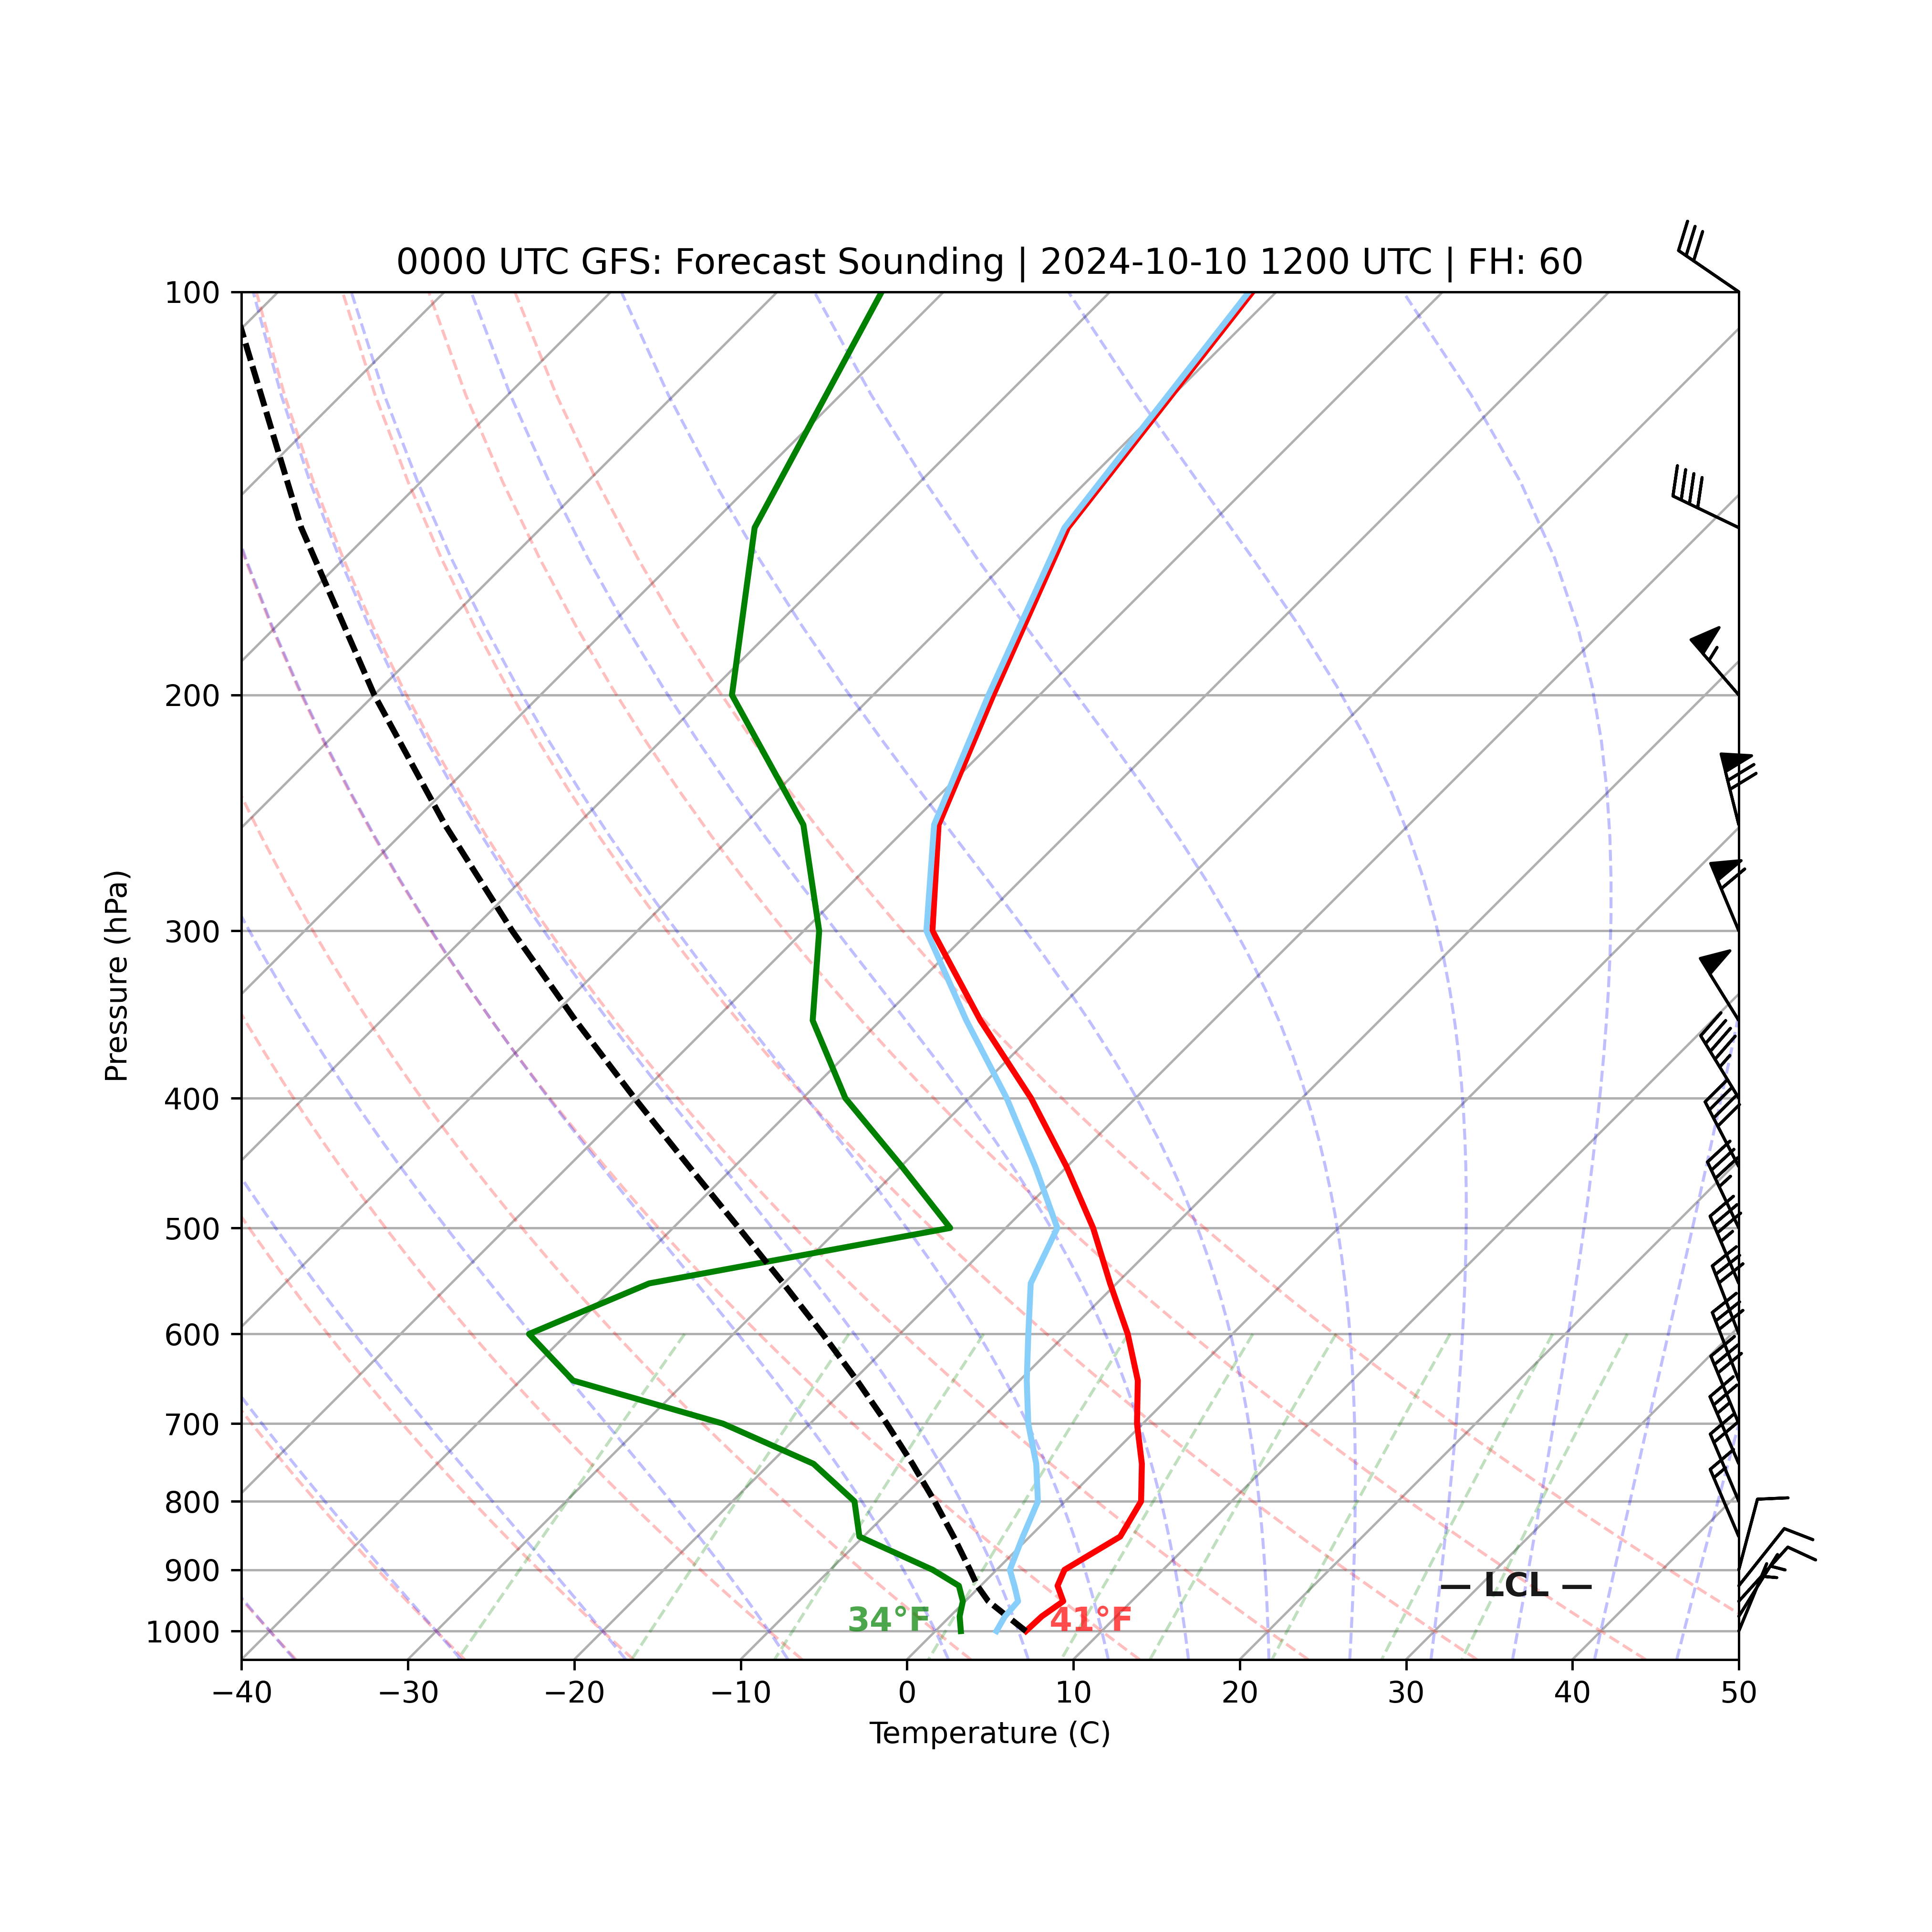 0000 UTC GFS: Forecast Sounding | 2024-10-10 1200 UTC | FH: 60
100
200
300
400
500
600
700
800
900
1000
Pressure (hPa)
— LCL —
34°F
41°F
−40 −30 −20 −10 0 10 20 30 40 50
Temperature (C)